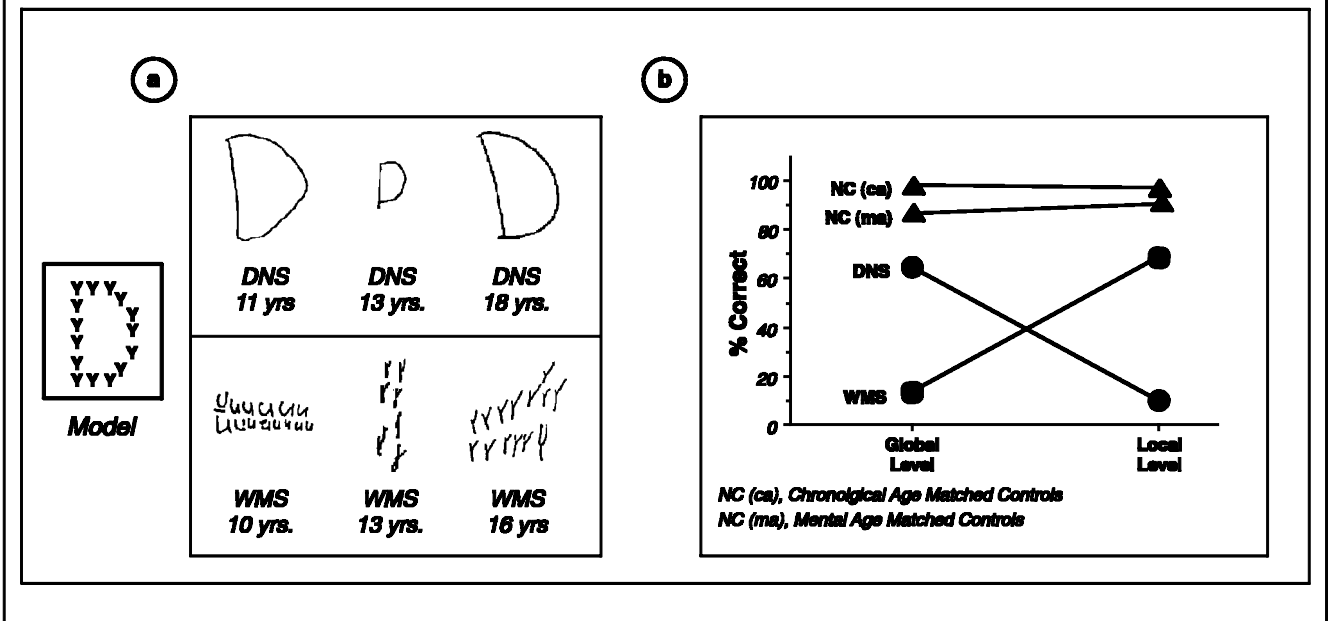 a
b
Y Y Y
Y
Y
Y
Y
Y
Y
Y
Y
Y
Y
Y Y Y
Model
DNS
11 yrs
DNS
13 yrs.
DNS
18 yrs.
WMS
10 yrs.
WMS
13 yrs.
WMS
16 yrs
% Correct
100
80
60
40
20
0
NC (ca)
NC (ma)
DNS
WMS
Global
Level
Local
Level
NC (ca), Chronolgical Age Matched Controls
NC (ma), Mental Age Matched Controls